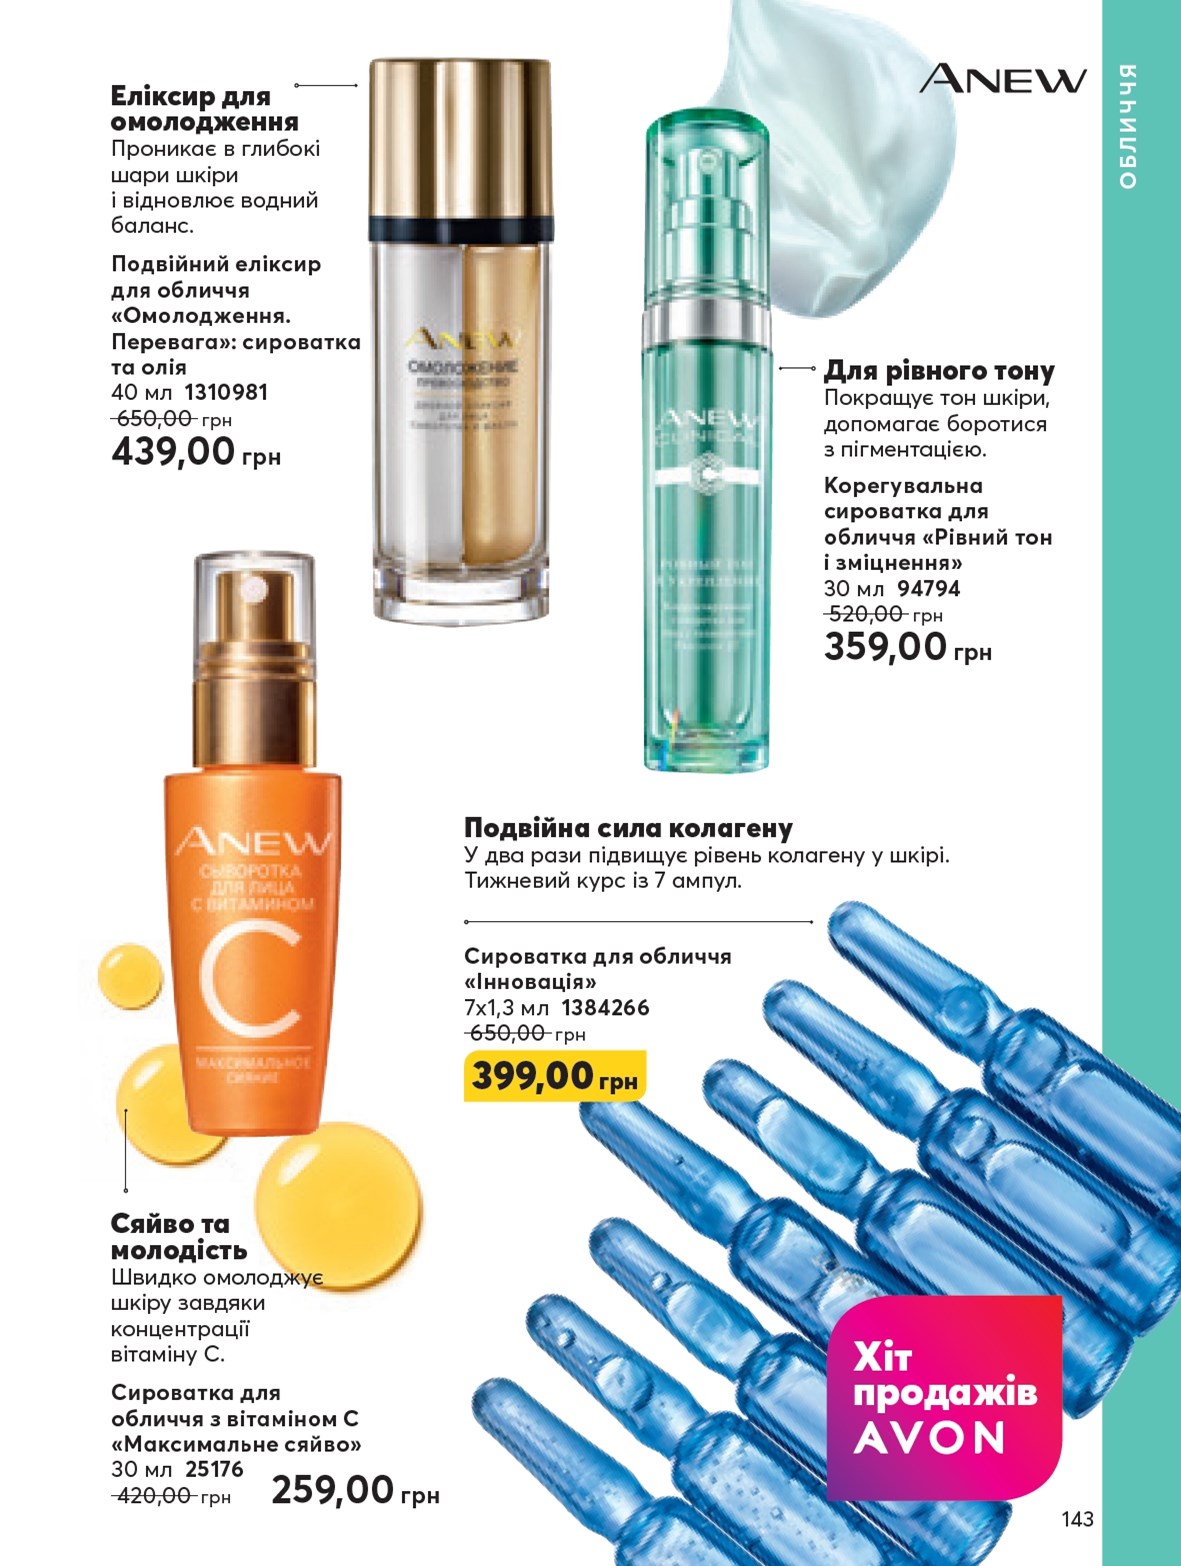 ANEW
ОБЛИЧЧЯ
Еліксир для
омолодження
Проникає в глибокі
шари шкіри
і відновлює водний
баланс.
Подвійний еліксир
для обличчя
«Омолодження.
Перевага»: сироватка
та олія
40 мл 1310981
650,00 грн
439,00 грн
ANEW
ОМОЛОЖЕНИЕ
ПРЕВОСХОДСТВО
ANEW
CLINICAL
Для рівного тону
Покращує тон шкіри,
допомагає боротися
з пігментацією.
Корегувальна
сироватка для
обличчя «Рівний тон
і зміцнення»
30 мл 94794
520,00 грн
359,00 грн
ANEW
СЫВОРОТКА
ДЛЯ ЛИЦА
С ВИТАМИНОМ
C
МАКСИМАЛЬНОЕ
СИЯНИЕ
Подвійна сила колагену
У два рази підвищує рівень колагену у шкірі.
Тижневий курс із 7 ампул.
Сироватка для обличчя
«Інновація»
7х1,3 мл 1384266
650,00 грн
399,00 грн
Сяйво та
молодість
Швидко омолоджує
шкіру завдяки
концентрації
вітаміну С.
Сироватка для
обличчя з вітаміном С
«Максимальне сяйво»
30 мл 25176
420,00 грн 259,00 грн
Хіт
продажів
AVON
143